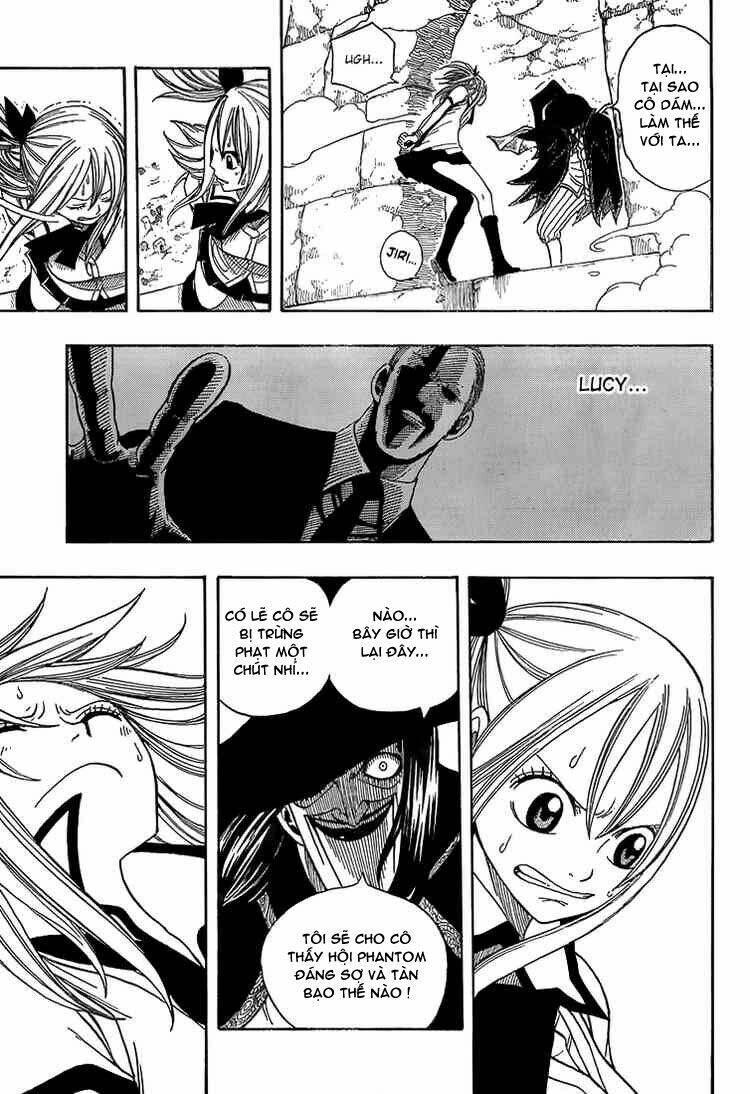 TẠI...
TẠI SAO
CÔ DÁM...
LÀM THẾ
VỚI TA...
UGH...
JIRI...
LUCY...
NÀO...
BÂY GIỜ THÌ
LẠI ĐÂY...
CÓ LẼ CÔ SẼ
BỊ TRỪNG
PHẠT MỘT
CHÚT NHỈ...
TÔI SẼ CHO CÔ
THẤY HỘI PHANTOM
ĐÁNG SỢ VÀ TÀN
BẠO THẾ NÀO !